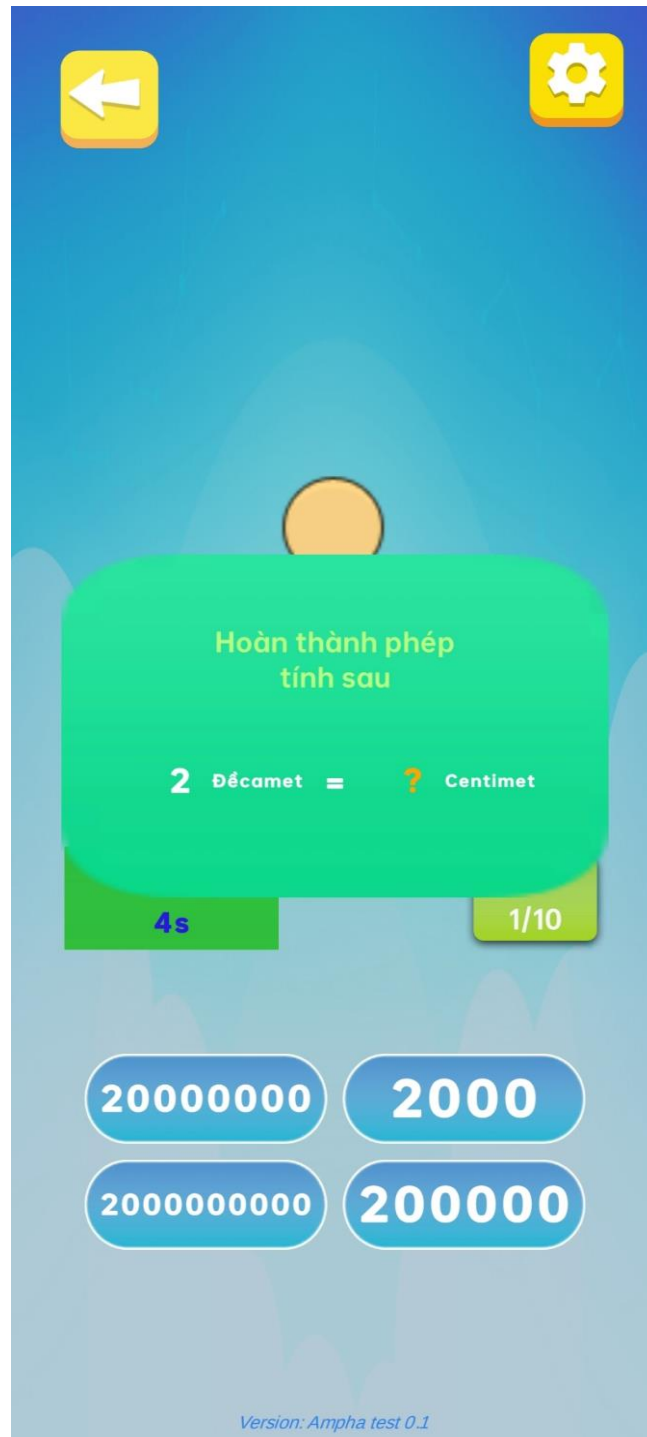 Hoàn thành phép
tính sau
2 Đềcamet = ? Centimet
4s
1/10
20000000
2000
2000000000
200000
Version: Ampha test 0.1